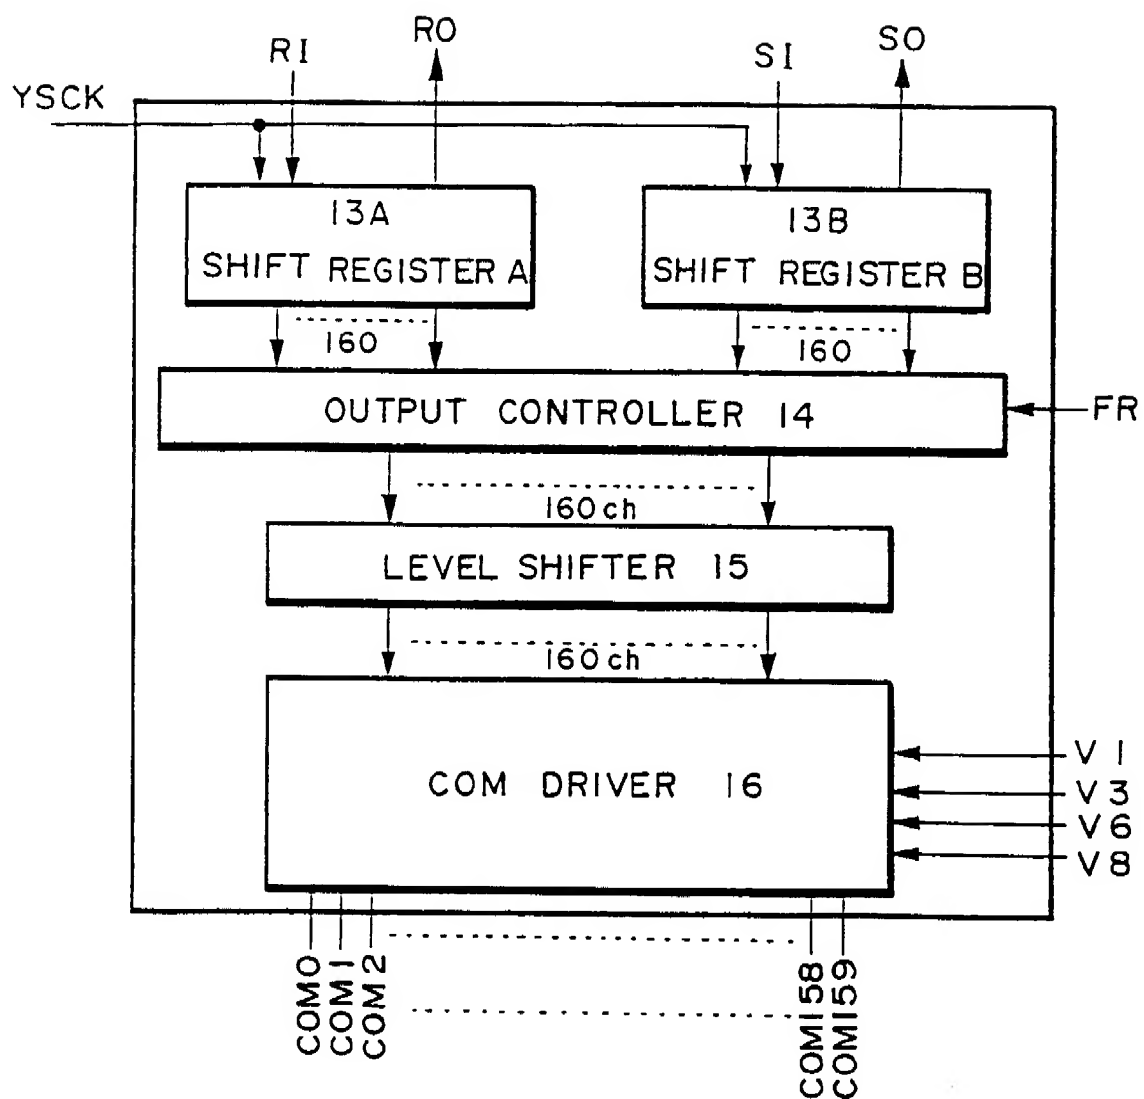 RI
RO
SI
SO
YSCK
13A
SHIFT REGISTER A
13B
SHIFT REGISTER B
160
160
OUTPUT CONTROLLER 14
FR
160ch
LEVEL SHIFTER 15
160ch
COM DRIVER 16
V1
V3
V6
V8
COM0
COM1
COM2
COM158
COM159